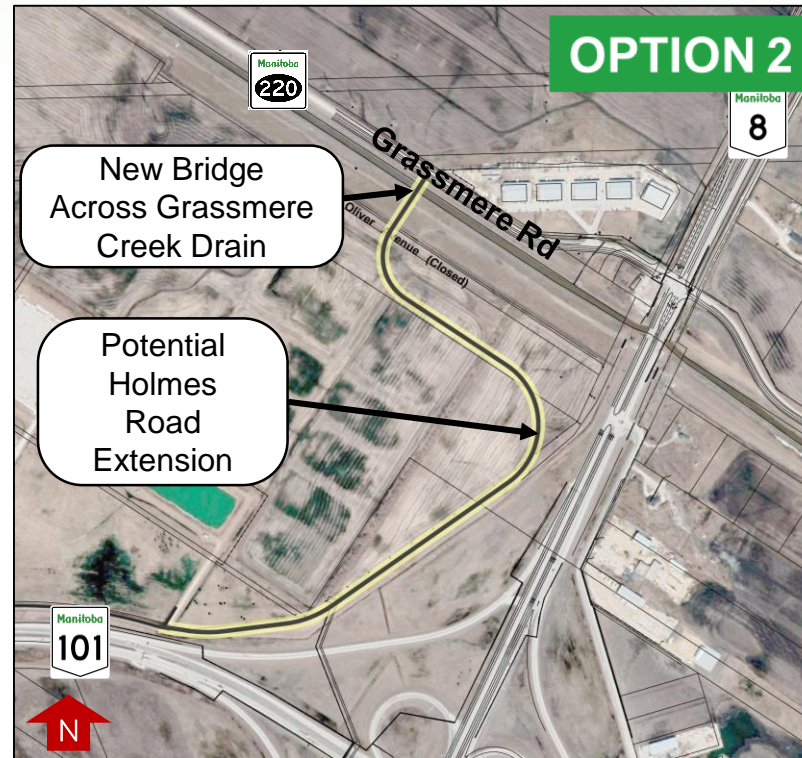 OPTION 2
Manitoba
220
Manitoba
8
Grassmere Rd
New Bridge
Across Grassmere
Creek Drain
Oliver Avenue (Closed)
Potential
Holmes
Road
Extension
Manitoba
101
N